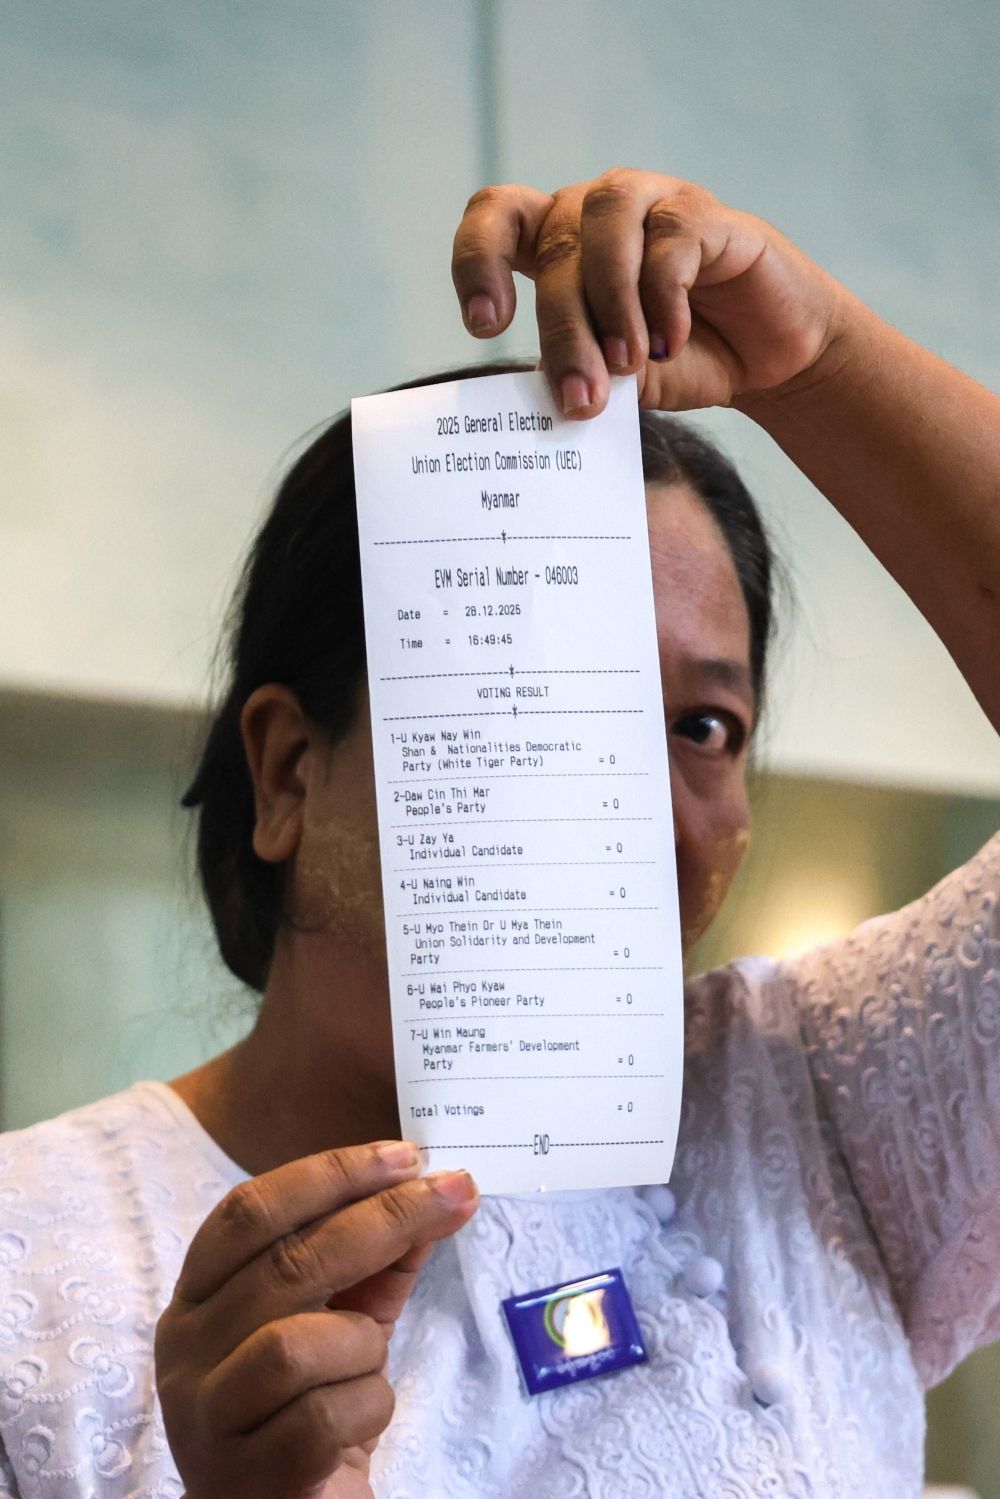 2025 General Election
Union Election Commission (UEC)
Myanmar
EVM Serial Number - 046003
Date = 28.12.2025
Time = 16:49:45
VOTING RESULT
1-U Kyaw Nay Win
Shan & Nationalities Democratic
Party (White Tiger Party) = 0
2-Daw Cin Thi Mar
People's Party = 0
3-U Zay Ya
Individual Candidate = 0
4-U Naing Win
Individual Candidate = 0
5-U Myo Thein Or U Mya Thein
Union Solidarity and Development
Party = 0
6-U Wai Phyo Kyaw
People's Pioneer Party = 0
7-U Win Maung
Myanmar Farmers' Development
Party = 0
Total Votings = 0
END